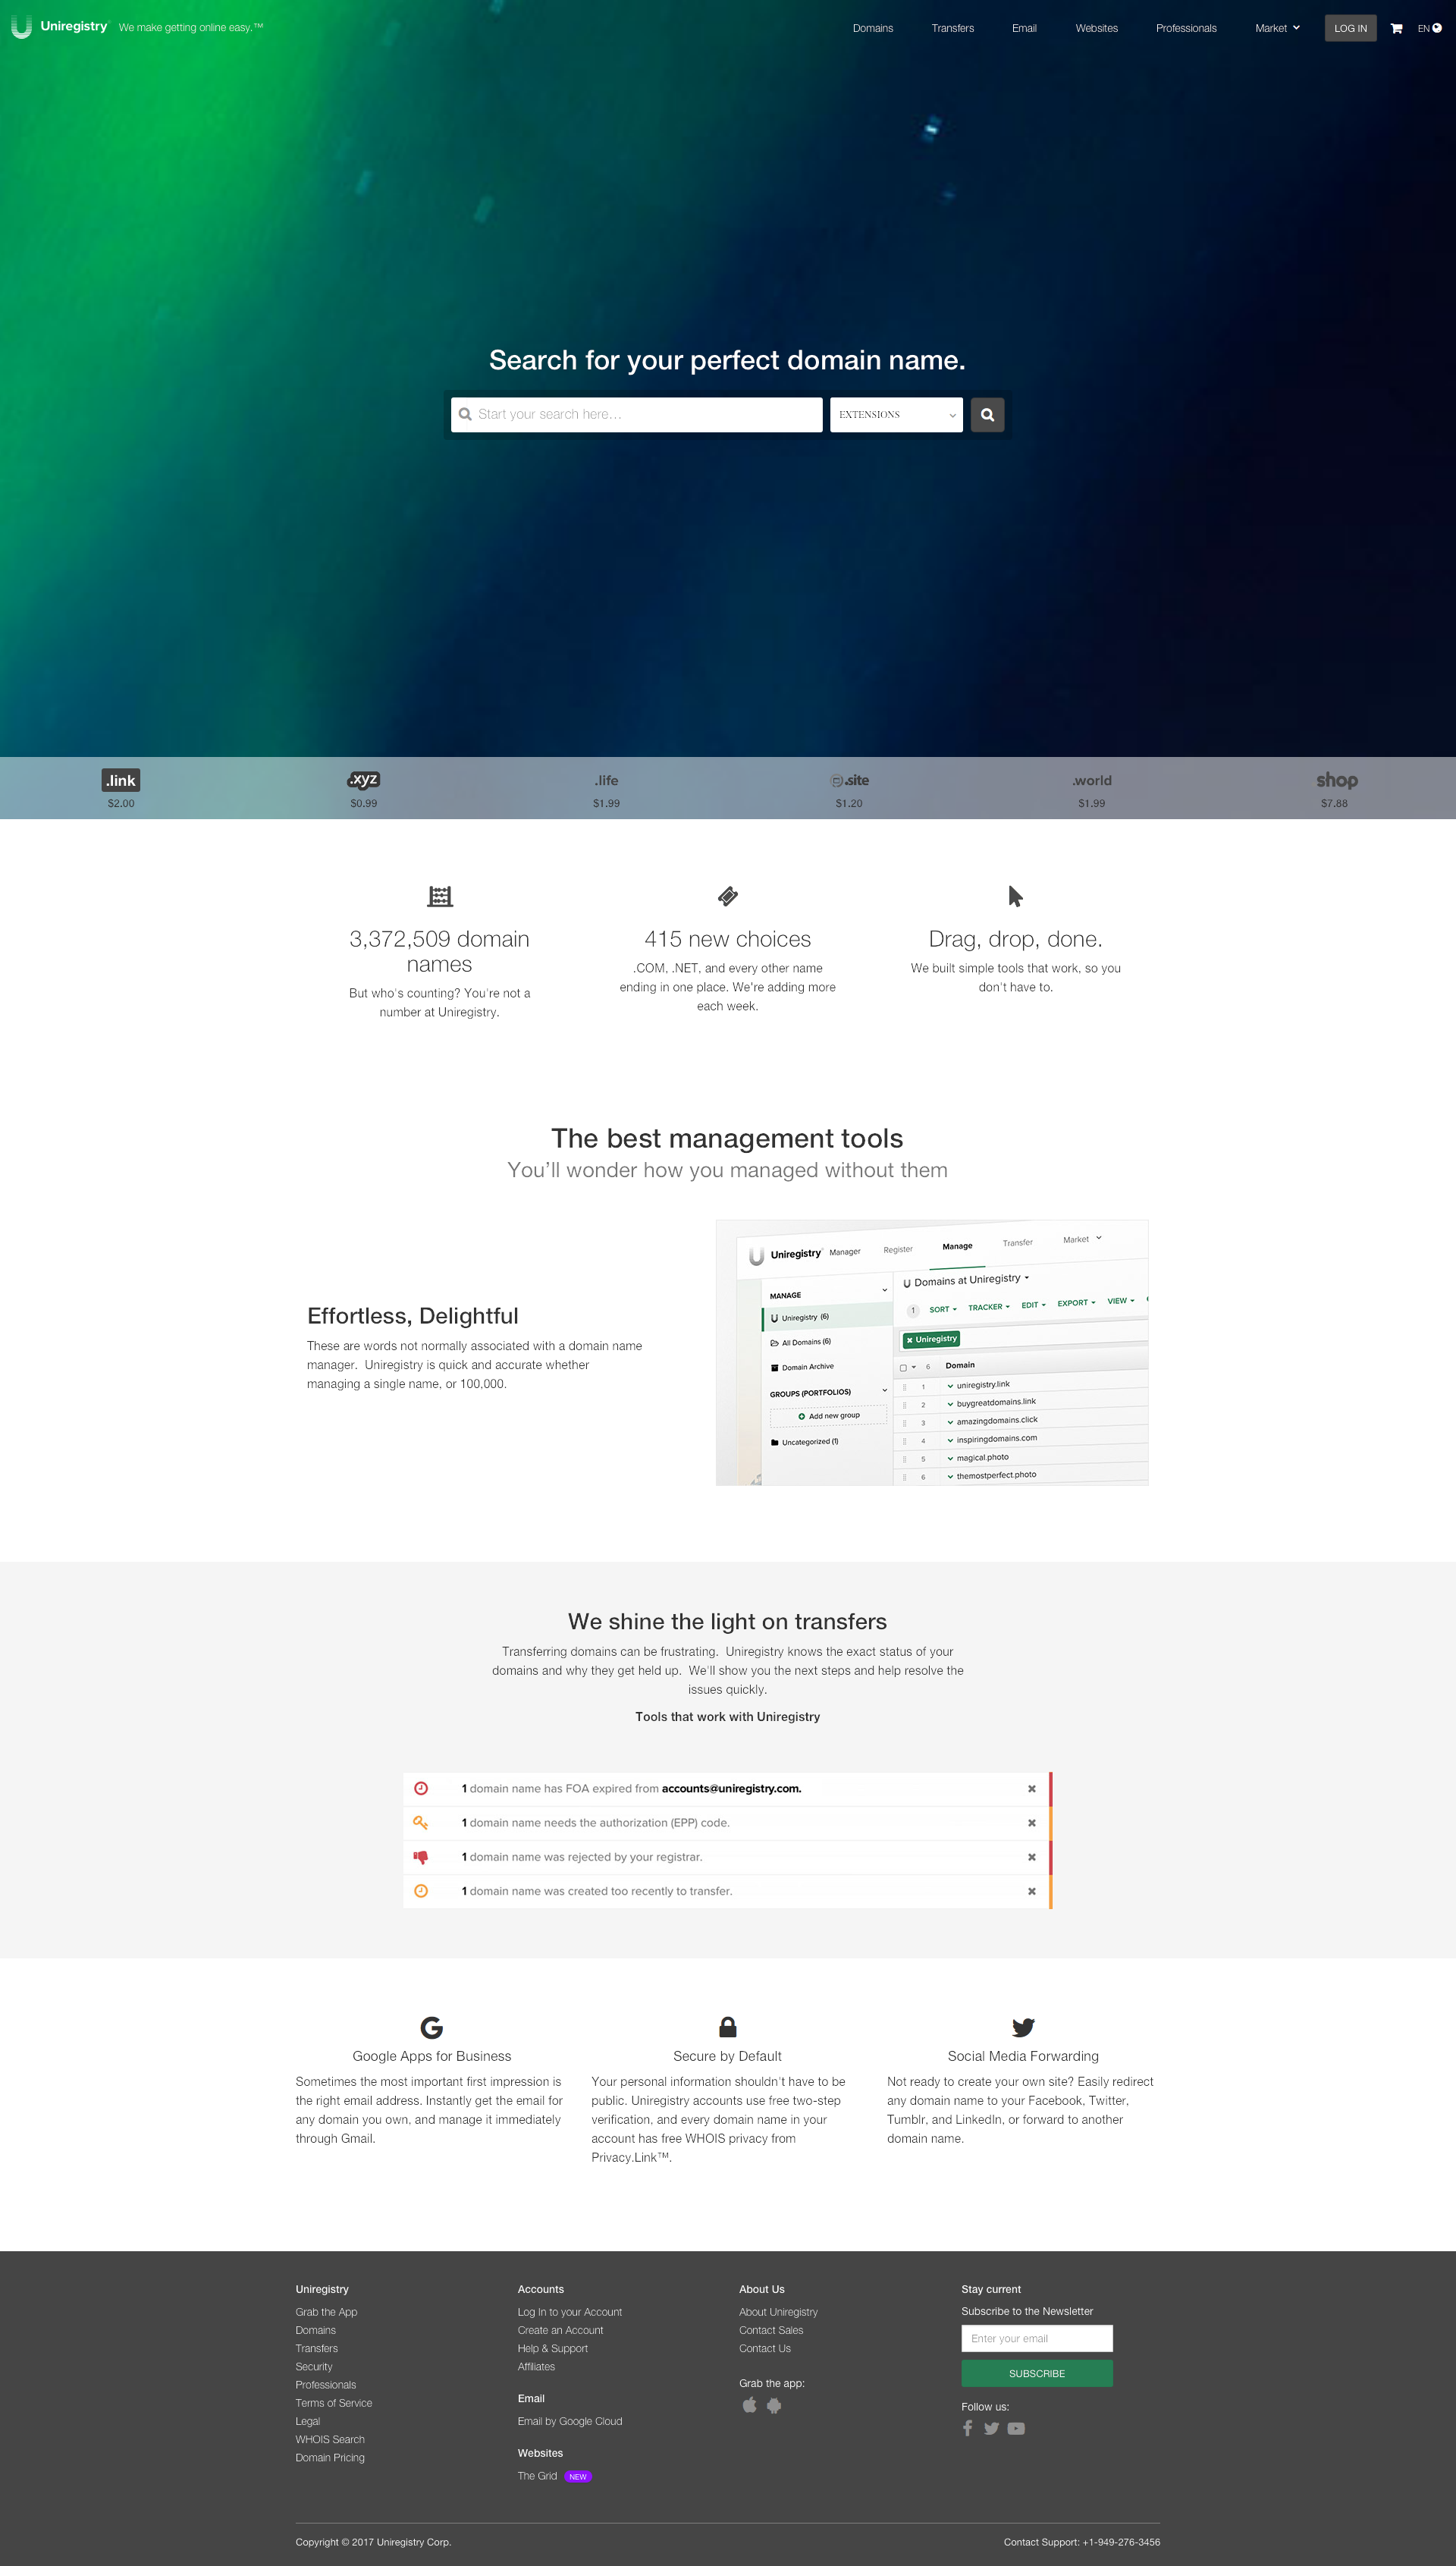 Uniregistry We make getting online easy.™
Domains Transfers Email Websites Professionals Market LOG IN EN
Search for your perfect domain name.
Start your search here... EXTENSIONS
.link .xyz .life .site .world shop
$2.00 $0.99 $1.99 $1.20 $1.99 $7.88
3,372,509 domain
names
But who's counting? You're not a
number at Uniregistry.
415 new choices
.COM, .NET, and every other name
ending in one place. We're adding more
each week.
Drag, drop, done.
We built simple tools that work, so you
don't have to.
The best management tools
You'll wonder how you managed without them
Effortless, Delightful
These are words not normally associated with a domain name
manager.  Uniregistry is quick and accurate whether
managing a single name, or 100,000.
Uniregistry Manager Register Manage Transfer Market
MANAGE
Uniregistry (6)
All Domains (6)
Domain Archive
GROUPS (PORTFOLIOS)
Add new group
Uncategorized (1)
Domains at Uniregistry
1 SORT TRACKER EDIT EXPORT VIEW
Uniregistry
6 Domain
1 uniregistry.link
2 buygreatdomains.link
3 amazingdomains.click
4 inspiringdomains.com
5 magical.photo
6 themostperfect.photo
We shine the light on transfers
Transferring domains can be frustrating.  Uniregistry knows the exact status of your
domains and why they get held up.  We'll show you the next steps and help resolve the
issues quickly.
Tools that work with Uniregistry
1 domain name has FOA expired from accounts@uniregistry.com.
1 domain name needs the authorization (EPP) code.
1 domain name was rejected by your registrar.
1 domain name was created too recently to transfer.
Google Apps for Business
Sometimes the most important first impression is
the right email address. Instantly get the email for
any domain you own, and manage it immediately
through Gmail.
Secure by Default
Your personal information shouldn't have to be
public. Uniregistry accounts use free two-step
verification, and every domain name in your
account has free WHOIS privacy from
Privacy.Link™.
Social Media Forwarding
Not ready to create your own site? Easily redirect
any domain name to your Facebook, Twitter,
Tumblr, and LinkedIn, or forward to another
domain name.
Uniregistry
Grab the App
Domains
Transfers
Security
Professionals
Terms of Service
Legal
WHOIS Search
Domain Pricing
Accounts
Log In to your Account
Create an Account
Help & Support
Affiliates
Email
Email by Google Cloud
Websites
The Grid NEW
About Us
About Uniregistry
Contact Sales
Contact Us
Grab the app:
Stay current
Subscribe to the Newsletter
Enter your email
SUBSCRIBE
Follow us:
Copyright © 2017 Uniregistry Corp.
Contact Support: +1-949-276-3456